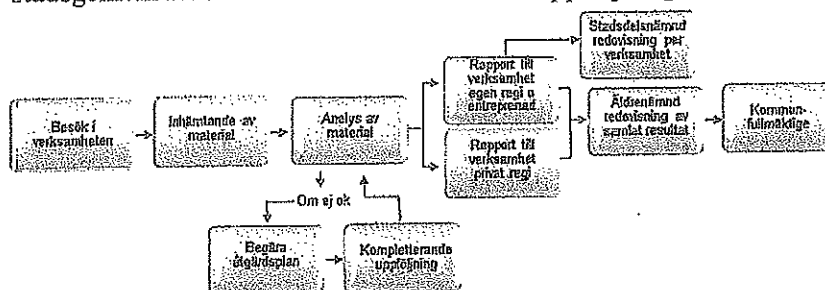 Stadsdelsnämnd
redovisning per
verksamhet
Rapport till
verksamhet
egen regi o
entreprenad
Besök i
verksamheten
Inhämtande av
material
Analys av
material
Äldrenämnd
redovisning av
samlat resultat
Kommun-
fullmäktige
Rapport till
verksamhet
privat regi
Om ej ok
Begära
åtgärdsplan
Kompletterande
uppföljning